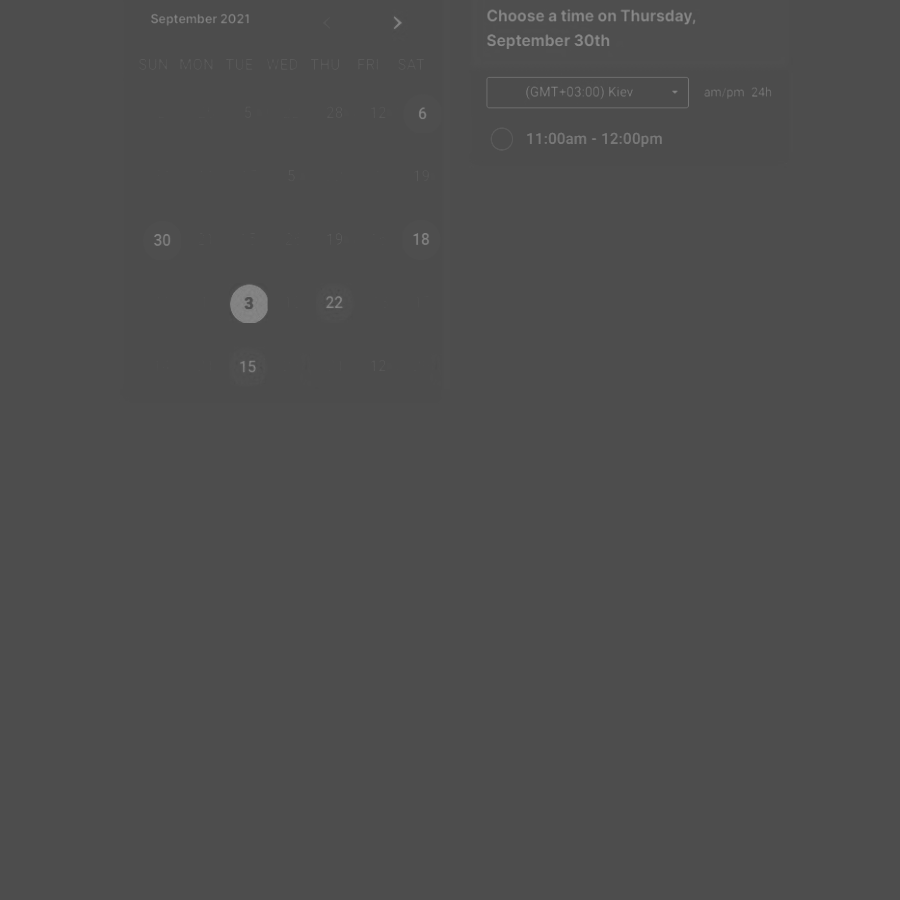 September 2021
SUN MON TUE WED THU FRI SAT
5 28 12 6
5 19
30 7 19 18
3 22
15 12
Choose a time on Thursday,
September 30th
(GMT+03:00) Kiev am/pm 24h
11:00am - 12:00pm